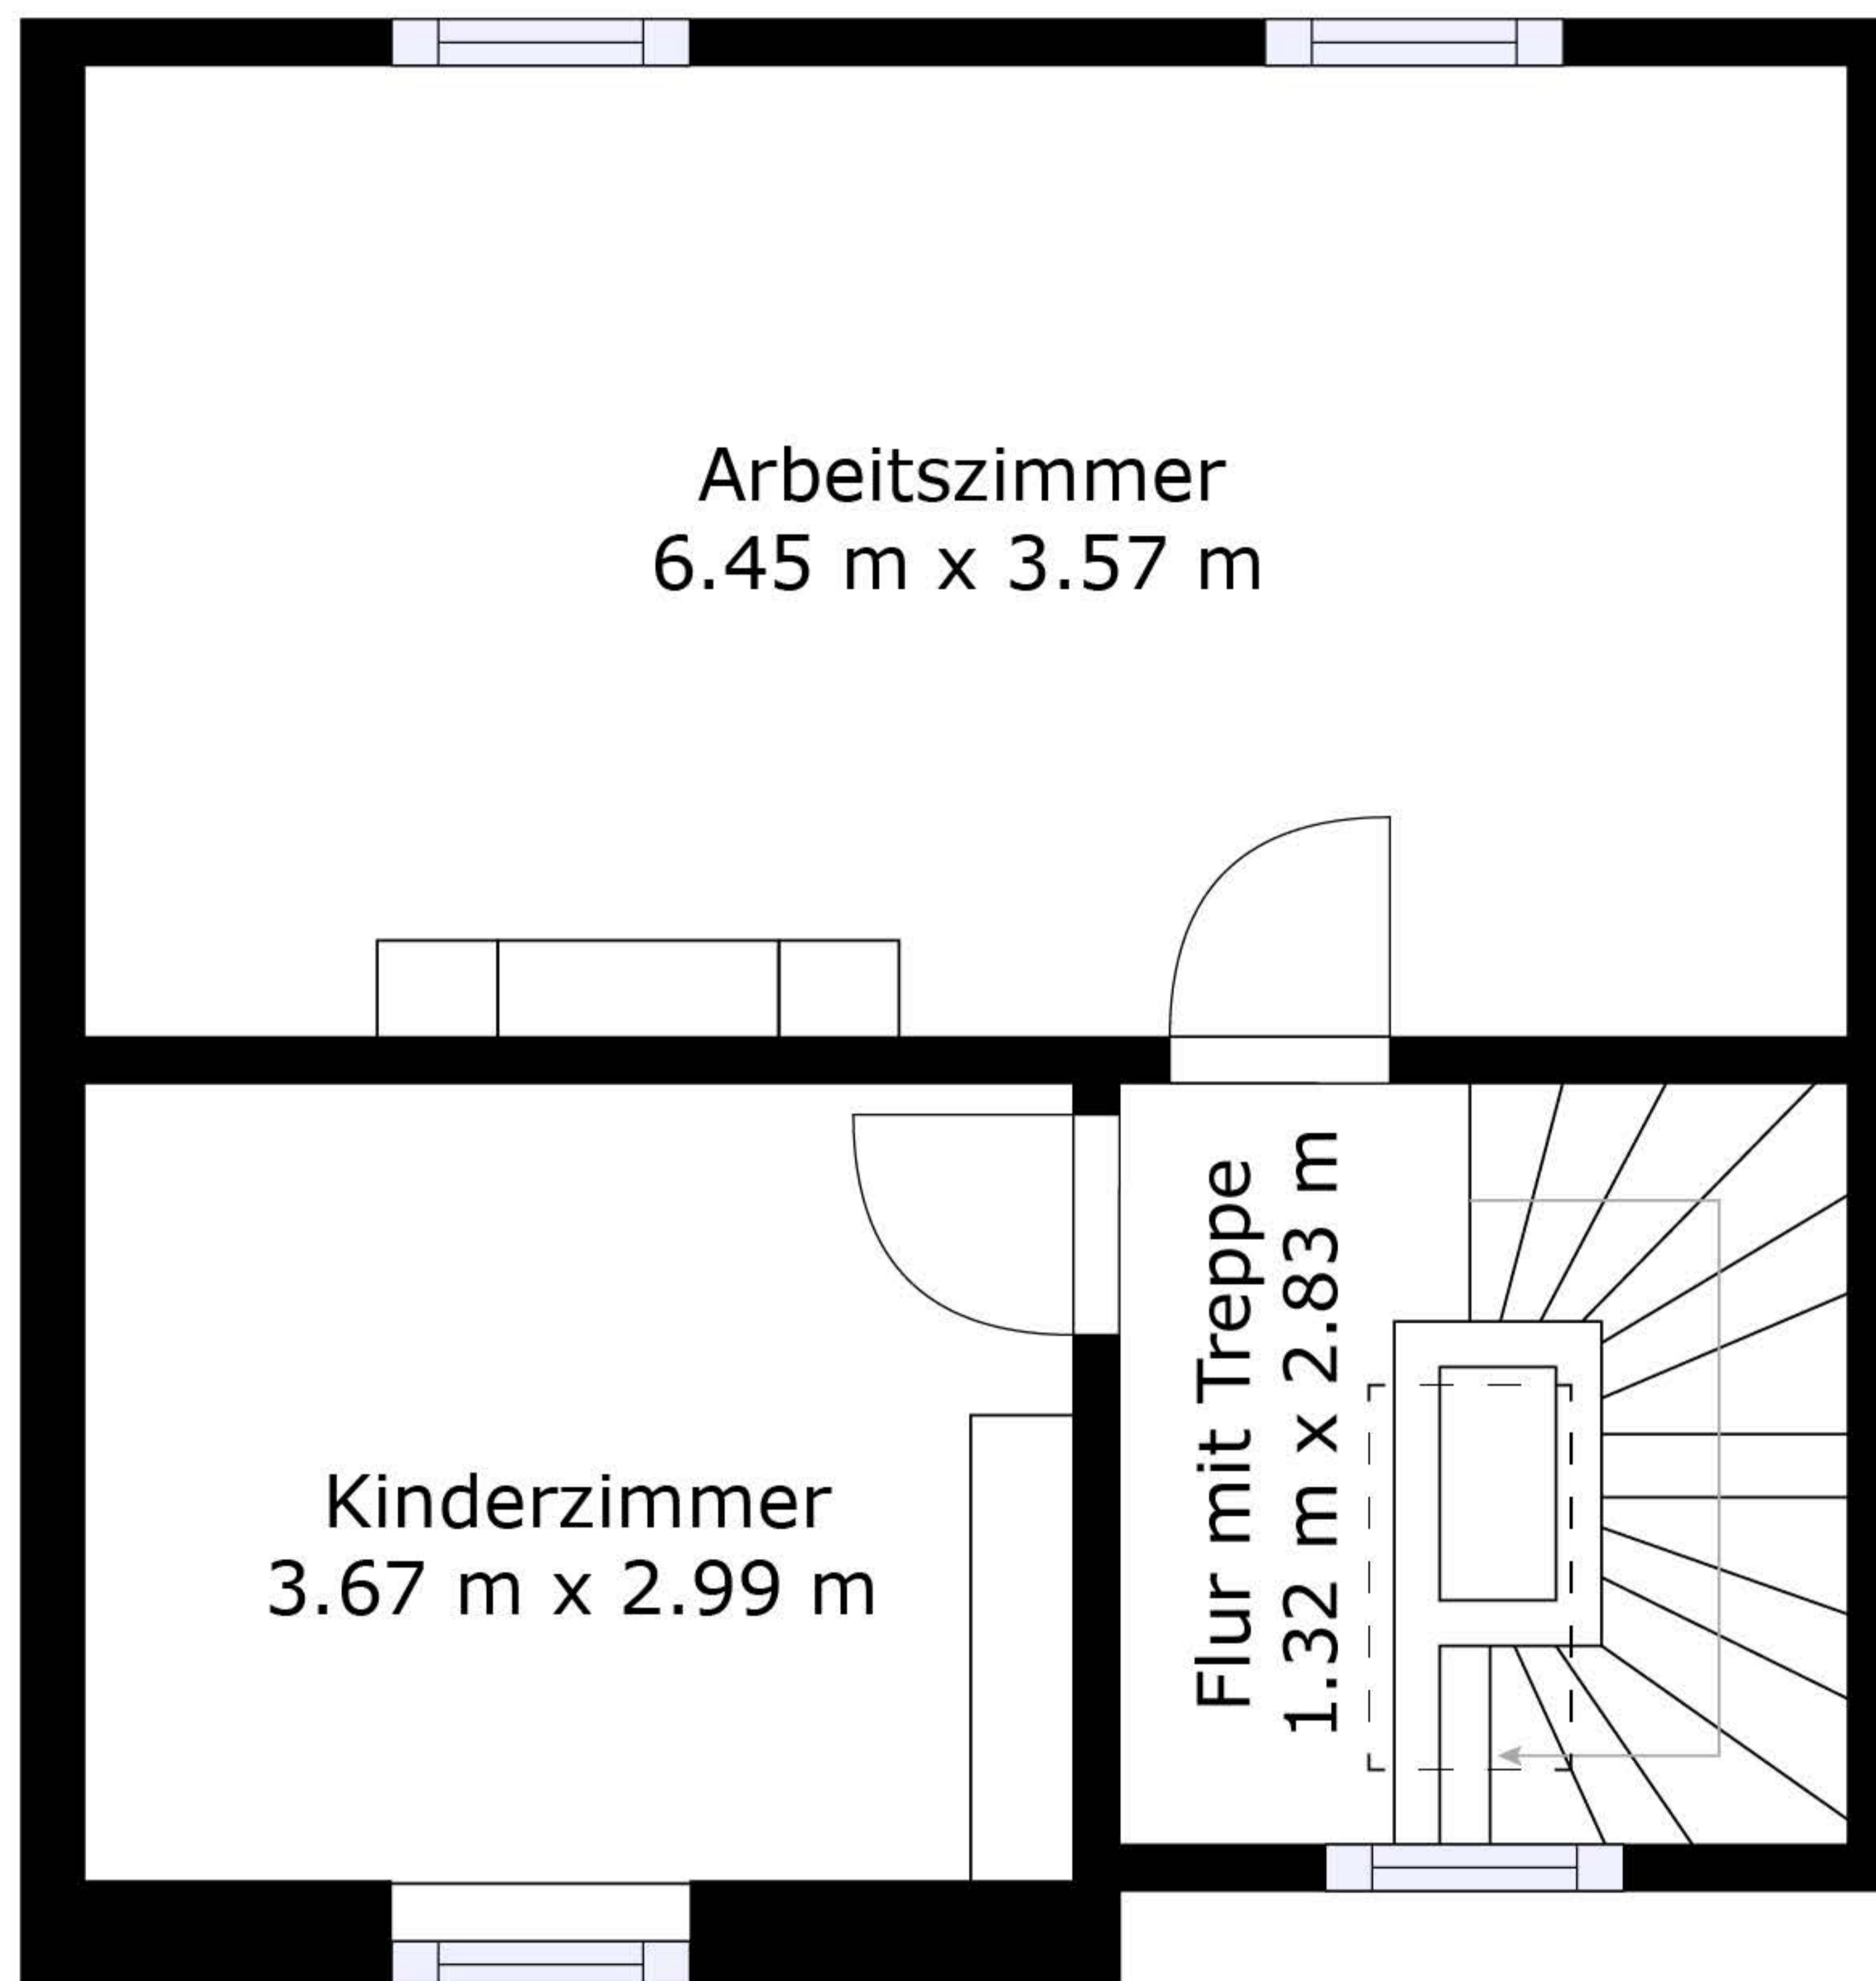 Arbeitszimmer
6.45 m x 3.57 m
Kinderzimmer
3.67 m x 2.99 m
Flur mit Treppe
1.32 m x 2.83 m